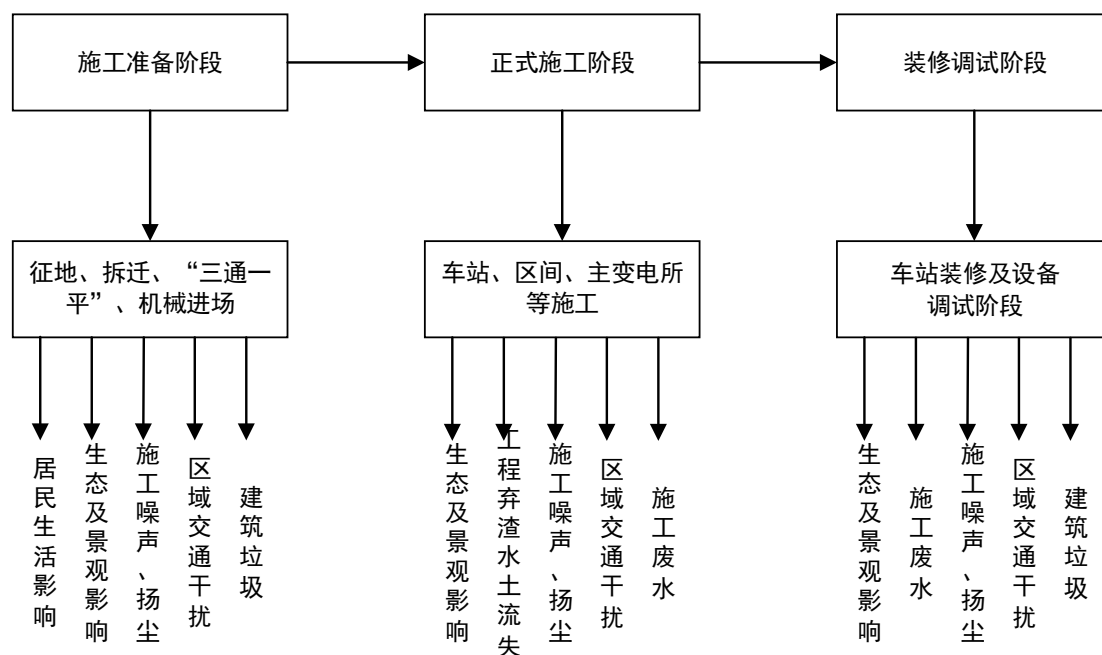 施工准备阶段
正式施工阶段
装修调试阶段
征地、拆迁、“三通一
平”、机械进场
车站、区间、主变电所
等施工
车站装修及设备
调试阶段
居民生活影响
生态及景观影响
施工噪声、扬尘
区域交通干扰
建筑垃圾
生态及景观影响
工程弃渣水土流失
施工噪声、扬尘
区域交通干扰
施工废水
生态及景观影响
施工废水
施工噪声、扬尘
区域交通干扰
建筑垃圾